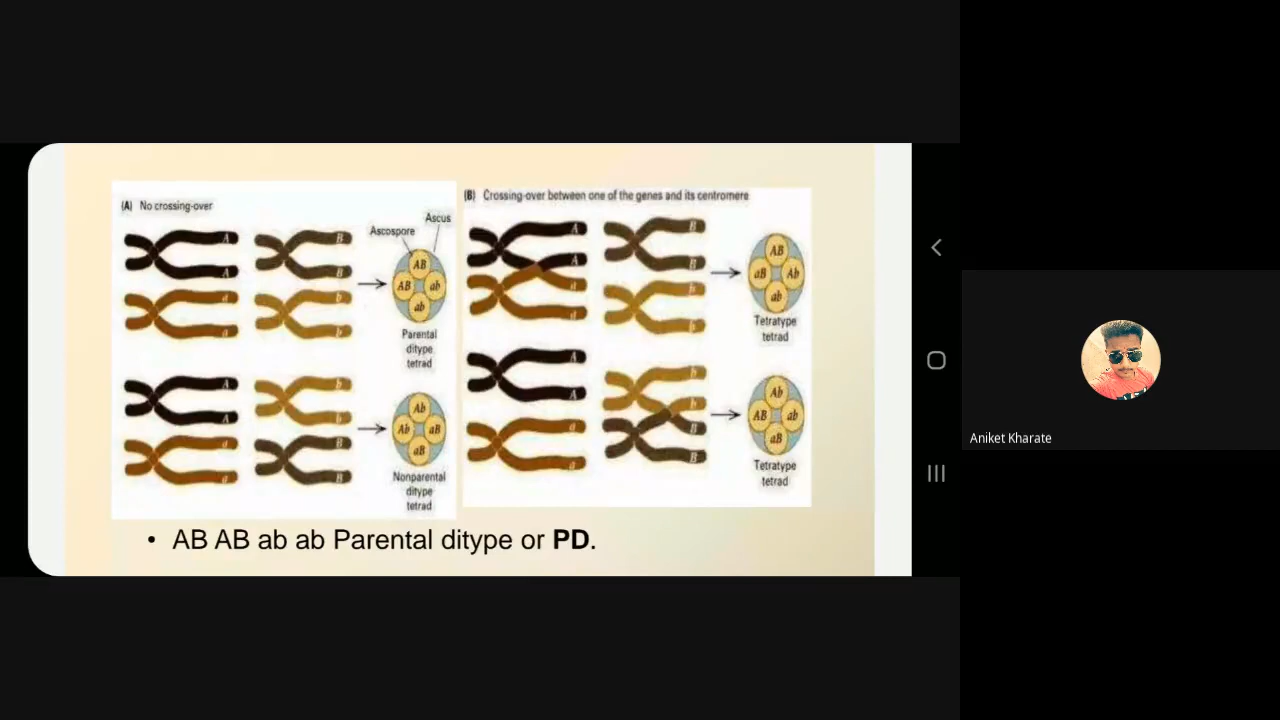 (A) No crossing-over
A
A
a
a
B
B
b
b
Ascospore
Ascus
AB
AB
ab
ab
Parental
ditype
tetrad
A
A
a
a
b
b
B
B
Ab
Ab
aB
aB
Nonparental
ditype
tetrad
(B) Crossing-over between one of the genes and its centromere
A
A
a
a
B
B
b
b
AB
aB
Ab
ab
Tetratype
tetrad
A
A
a
a
b
b
B
B
Ab
AB
ab
aB
Tetratype
tetrad
• AB AB ab ab Parental ditype or PD.
Aniket Kharate